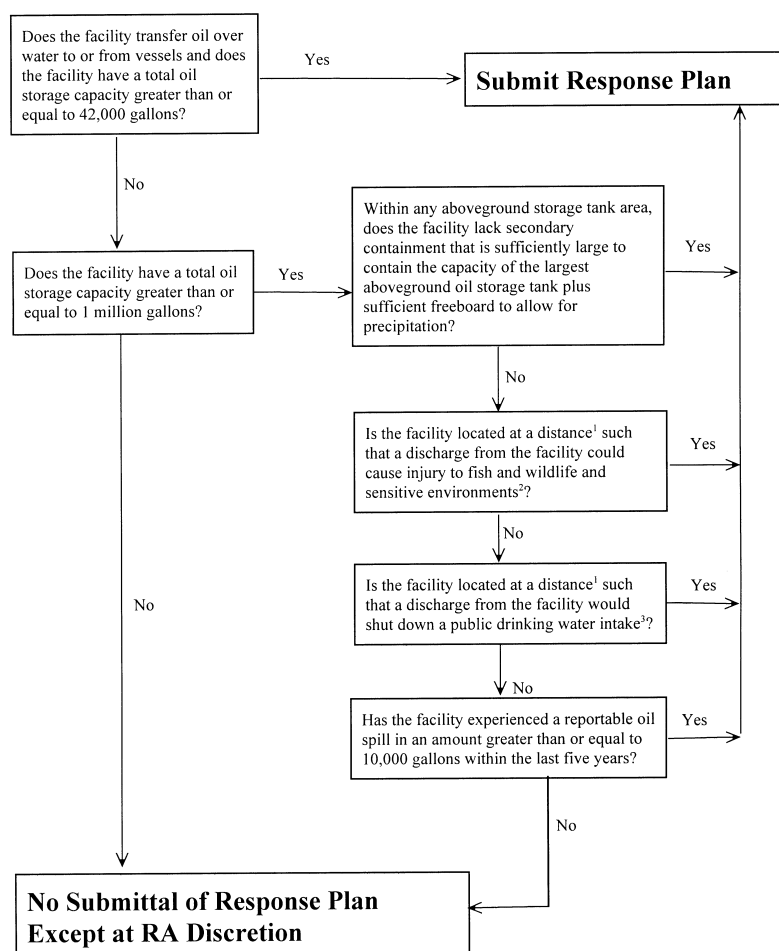 Does the facility transfer oil over
water to or from vessels and does
the facility have a total oil
storage capacity greater than or
equal to 42,000 gallons?
Yes
Submit Response Plan
No
Does the facility have a total oil
storage capacity greater than or
equal to 1 million gallons?
Yes
Within any aboveground storage tank area,
does the facility lack secondary
containment that is sufficiently large to
contain the capacity of the largest
aboveground oil storage tank plus
sufficient freeboard to allow for
precipitation?
Yes
No
Is the facility located at a distance¹ such
that a discharge from the facility could
cause injury to fish and wildlife and
sensitive environments²?
Yes
No
Is the facility located at a distance¹ such
that a discharge from the facility would
shut down a public drinking water intake³?
Yes
No
No
Has the facility experienced a reportable oil
spill in an amount greater than or equal to
10,000 gallons within the last five years?
Yes
No
No Submittal of Response Plan
Except at RA Discretion